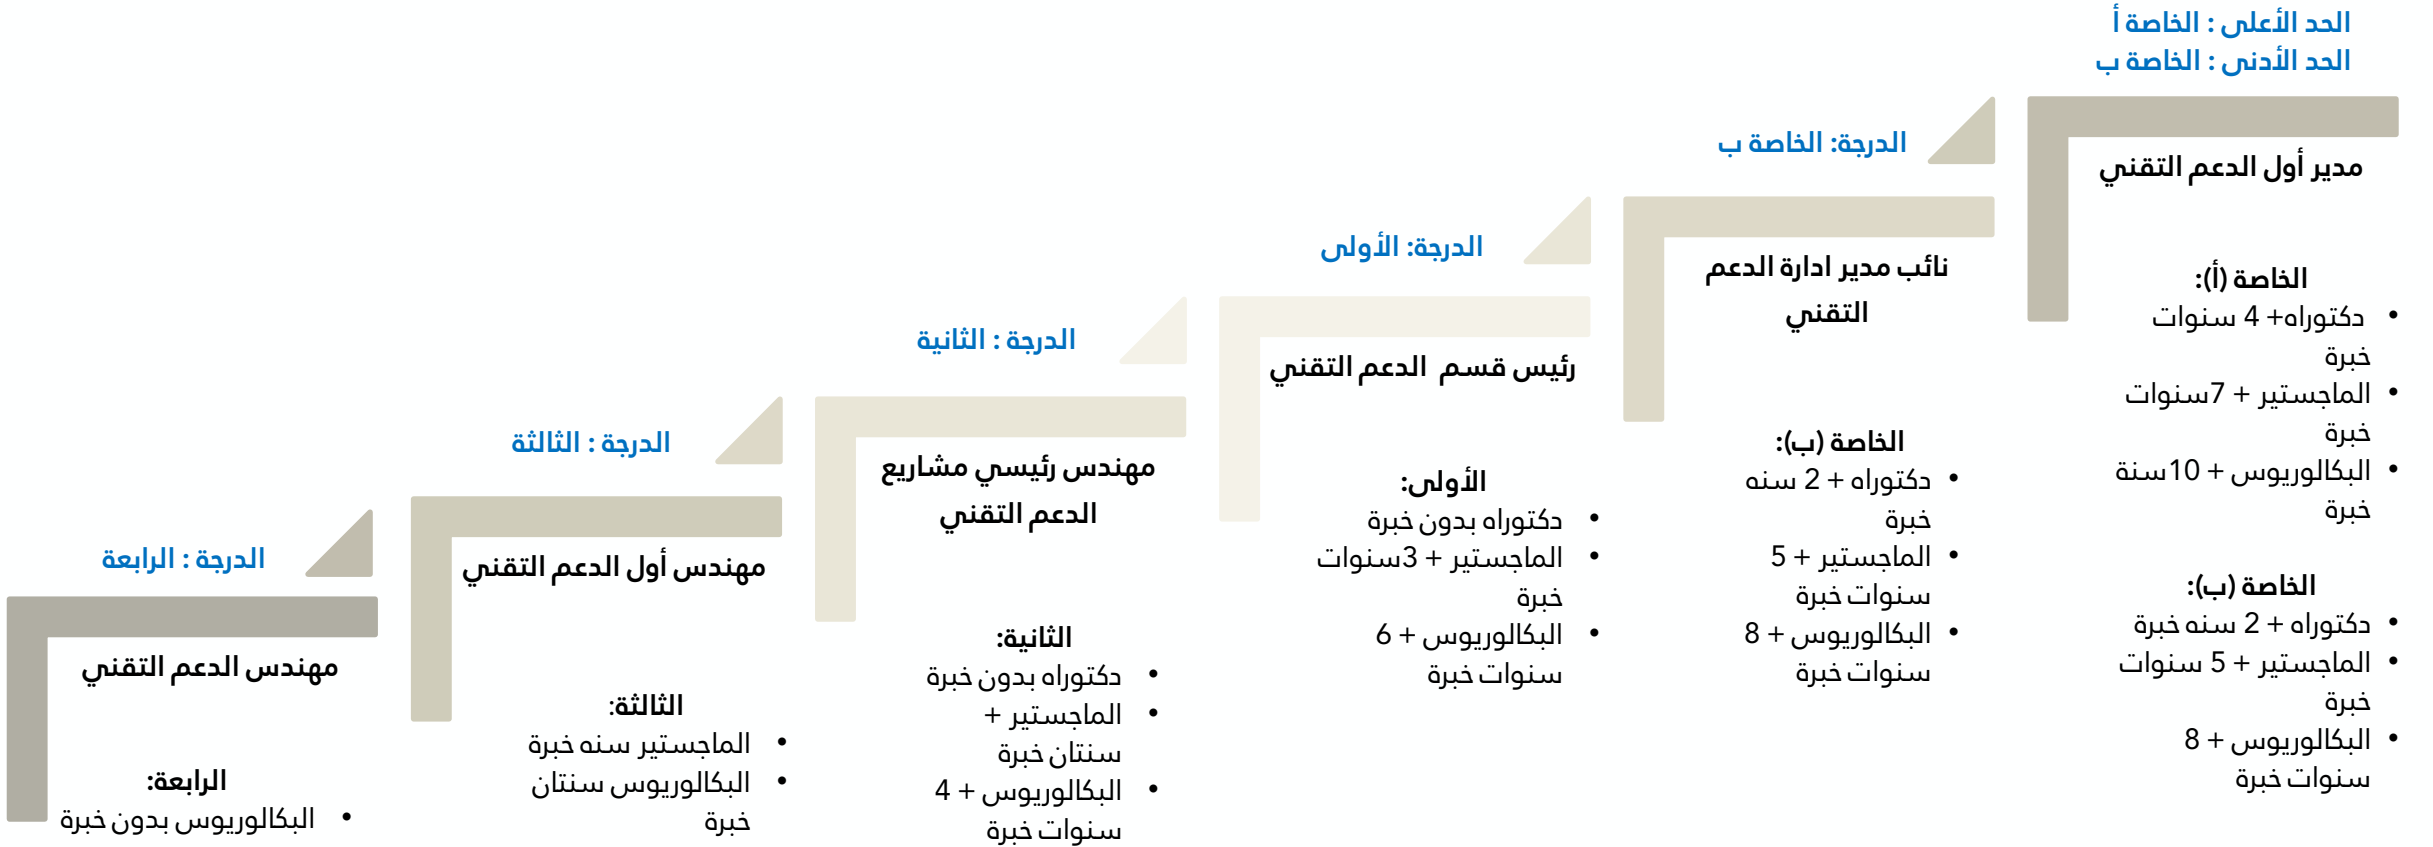 الحد الأعلى : الخاصة أ
الحد الأدنى : الخاصة ب
مدير أول الدعم التقني
الخاصة (أ):
• دكتوراه+ 4 سنوات
خبرة
• الماجستير + 7سنوات
خبرة
• البكالوريوس + 10سنة
خبرة
الخاصة (ب):
• دكتوراه + 2 سنه خبرة
• الماجستير + 5 سنوات
خبرة
• البكالوريوس + 8
سنوات خبرة
الدرجة: الخاصة ب
نائب مدير ادارة الدعم
التقني
الخاصة (ب):
• دكتوراه + 2 سنه
خبرة
• الماجستير + 5
سنوات خبرة
• البكالوريوس + 8
سنوات خبرة
الدرجة: الأولى
رئيس قسم الدعم التقني
الأولى:
• دكتوراه بدون خبرة
• الماجستير + 3سنوات
خبرة
• البكالوريوس + 6
سنوات خبرة
الدرجة : الثانية
مهندس رئيسي مشاريع
الدعم التقني
الثانية:
• دكتوراه بدون خبرة
• الماجستير +
سنتان خبرة
• البكالوريوس + 4
سنوات خبرة
الدرجة : الثالثة
مهندس أول الدعم التقني
الثالثة:
• الماجستير سنه خبرة
• البكالوريوس سنتان
خبرة
الدرجة : الرابعة
مهندس الدعم التقني
الرابعة:
• البكالوريوس بدون خبرة